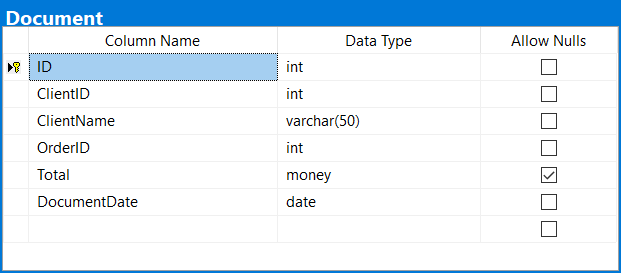 Document
Column Name Data Type Allow Nulls
ID int
ClientID int
ClientName varchar(50)
OrderID int
Total money
DocumentDate date